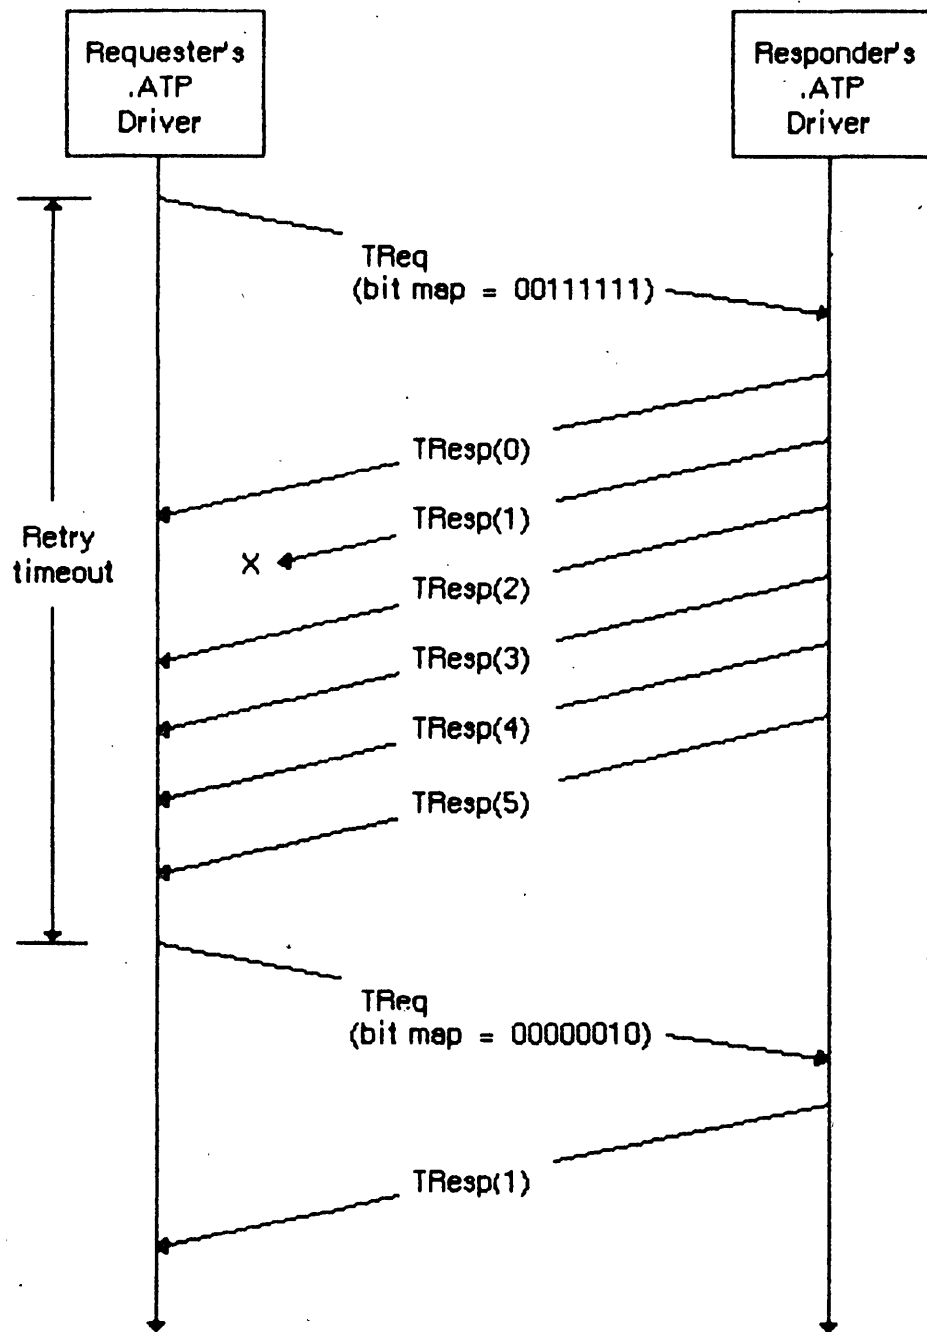 Requester's
.ATP
Driver
Responder's
.ATP
Driver
TReq
(bit map = 00111111)
TResp(0)
TResp(1)
X
TResp(2)
TResp(3)
TResp(4)
TResp(5)
Retry
timeout
TReq
(bit map = 00000010)
TResp(1)